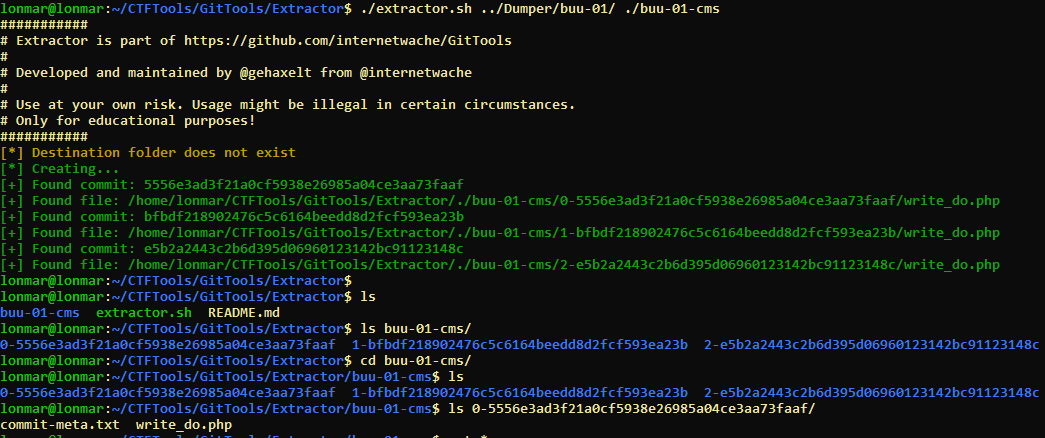 lonmar@lonmar:~/CTFTools/GitTools/Extractor$ ./extractor.sh ../Dumper/buu-01/ ./buu-01-cms
###########
# Extractor is part of https://github.com/internetwache/GitTools
#
# Developed and maintained by @gehaxelt from @internetwache
#
# Use at your own risk. Usage might be illegal in certain circumstances.
# Only for educational purposes!
###########
[*] Destination folder does not exist
[*] Creating...
[+] Found commit: 5556e3ad3f21a0cf5938e26985a04ce3aa73faaf
[+] Found file: /home/lonmar/CTFTools/GitTools/Extractor/./buu-01-cms/0-5556e3ad3f21a0cf5938e26985a04ce3aa73faaf/write_do.php
[+] Found commit: bfbdf218902476c5c6164beedd8d2fcf593ea23b
[+] Found file: /home/lonmar/CTFTools/GitTools/Extractor/./buu-01-cms/1-bfbdf218902476c5c6164beedd8d2fcf593ea23b/write_do.php
[+] Found commit: e5b2a2443c2b6d395d06960123142bc91123148c
[+] Found file: /home/lonmar/CTFTools/GitTools/Extractor/./buu-01-cms/2-e5b2a2443c2b6d395d06960123142bc91123148c/write_do.php
lonmar@lonmar:~/CTFTools/GitTools/Extractor$
lonmar@lonmar:~/CTFTools/GitTools/Extractor$ ls
buu-01-cms  extractor.sh  README.md
lonmar@lonmar:~/CTFTools/GitTools/Extractor$ ls buu-01-cms/
0-5556e3ad3f21a0cf5938e26985a04ce3aa73faaf  1-bfbdf218902476c5c6164beedd8d2fcf593ea23b  2-e5b2a2443c2b6d395d06960123142bc91123148c
lonmar@lonmar:~/CTFTools/GitTools/Extractor$ cd buu-01-cms/
lonmar@lonmar:~/CTFTools/GitTools/Extractor/buu-01-cms$ ls
0-5556e3ad3f21a0cf5938e26985a04ce3aa73faaf  1-bfbdf218902476c5c6164beedd8d2fcf593ea23b  2-e5b2a2443c2b6d395d06960123142bc91123148c
lonmar@lonmar:~/CTFTools/GitTools/Extractor/buu-01-cms$ ls 0-5556e3ad3f21a0cf5938e26985a04ce3aa73faaf/
commit-meta.txt  write_do.php